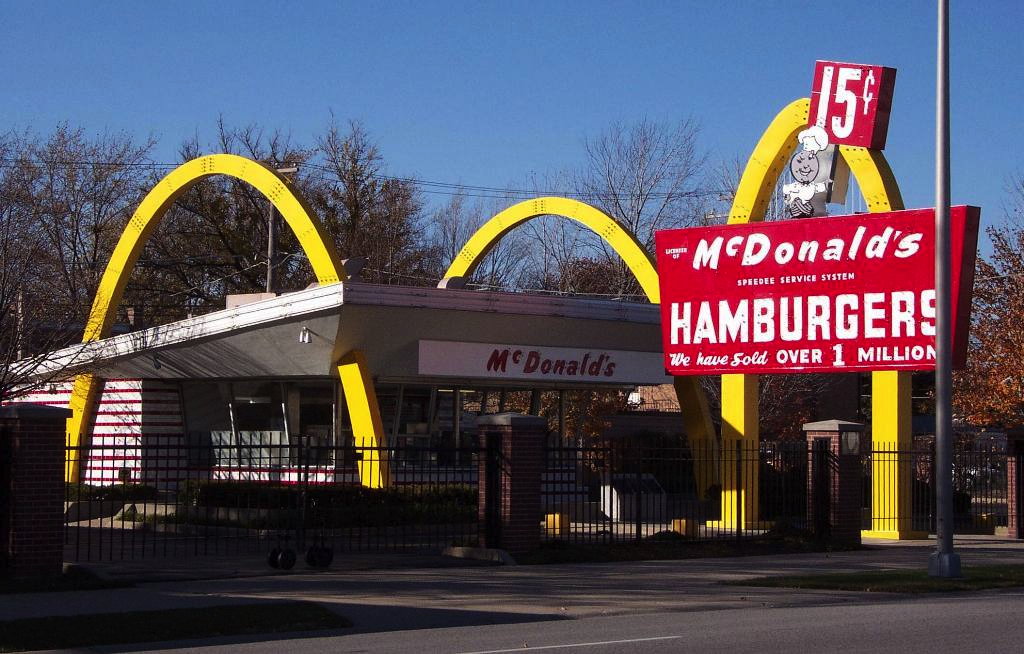 15¢
LICENSEE OF
McDonald's
SPEEDEE SERVICE SYSTEM
HAMBURGERS
We have Sold OVER 1 MILLION
McDonald's